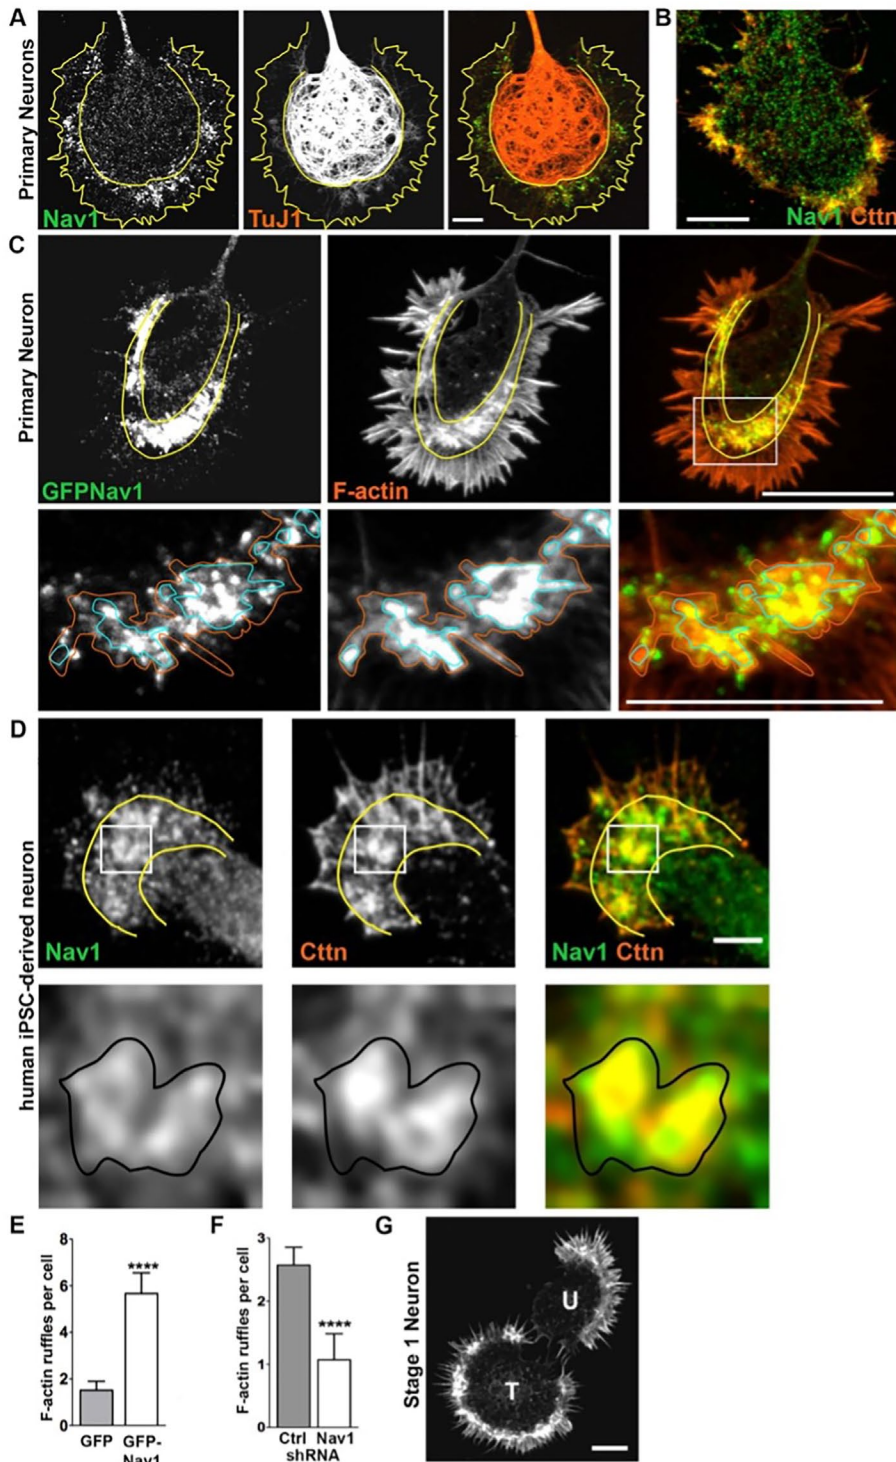 A
B
Primary Neurons
Nav1
TuJ1
Nav1 Cttn
C
Primary Neuron
GFPNav1
F-actin
D
human iPSC-derived neuron
Nav1
Cttn
Nav1 Cttn
E
F-actin ruffles per cell
8
6
4
2
0
****
GFP
GFP-
Nav1
F
F-actin ruffles per cell
3
2
1
0
****
Ctrl Nav1
shRNA
G
Stage 1 Neuron
U
T